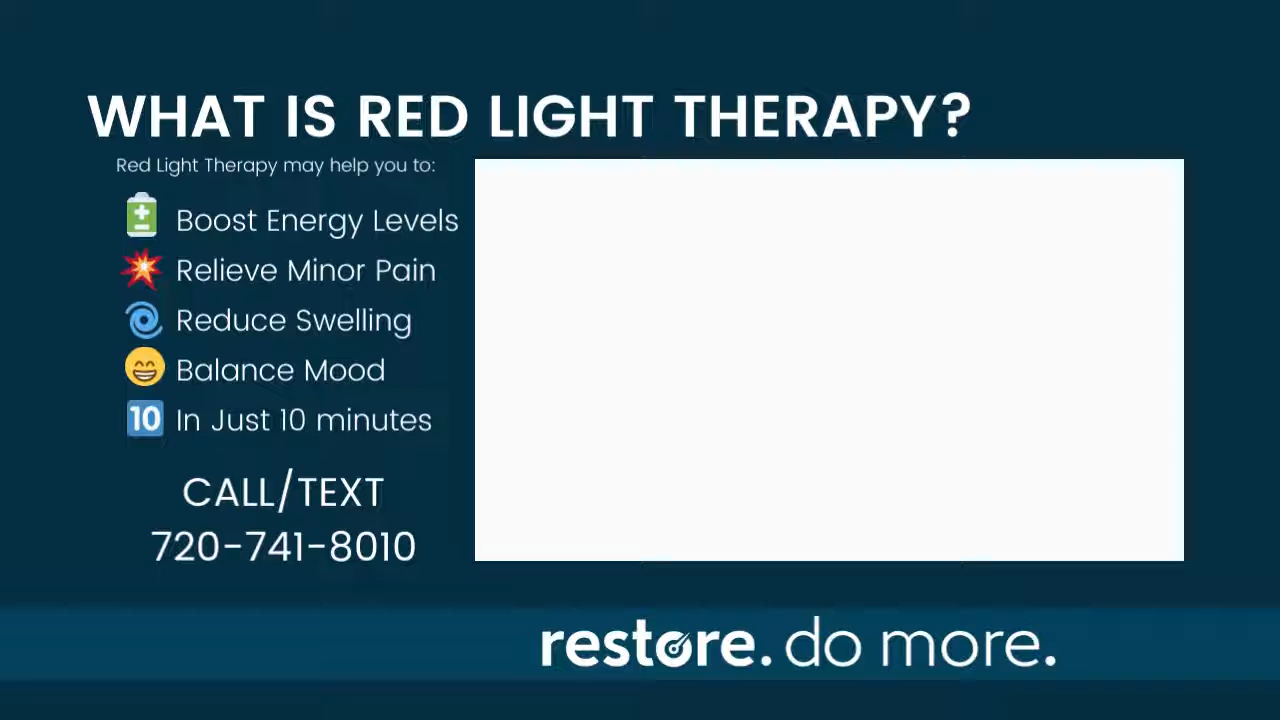 WHAT IS RED LIGHT THERAPY?
Red Light Therapy may help you to:
Boost Energy Levels
Relieve Minor Pain
Reduce Swelling
Balance Mood
10 In Just 10 minutes
CALL/TEXT
720-741-8010
restore. do more.